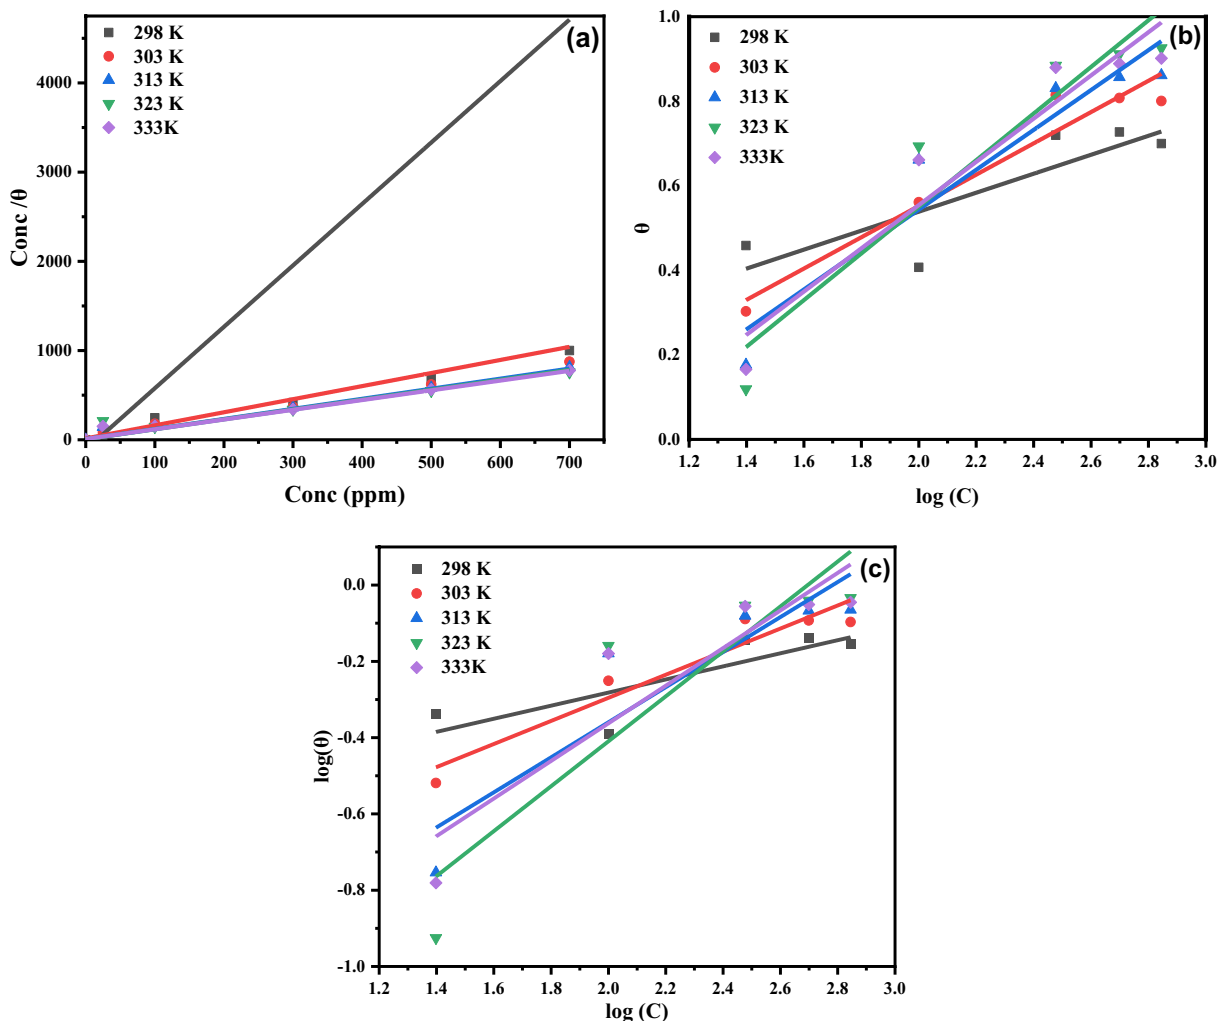 (a)
298 K
303 K
313 K
323 K
333K
4000
3000
2000
1000
0
Conc /θ
0 100 200 300 400 500 600 700
Conc (ppm)
(b)
298 K
303 K
313 K
323 K
333K
1.0
0.8
0.6
0.4
0.2
0.0
θ
1.2 1.4 1.6 1.8 2.0 2.2 2.4 2.6 2.8 3.0
log (C)
(c)
298 K
303 K
313 K
323 K
333K
0.0
-0.2
-0.4
-0.6
-0.8
-1.0
log(θ)
1.2 1.4 1.6 1.8 2.0 2.2 2.4 2.6 2.8 3.0
log (C)